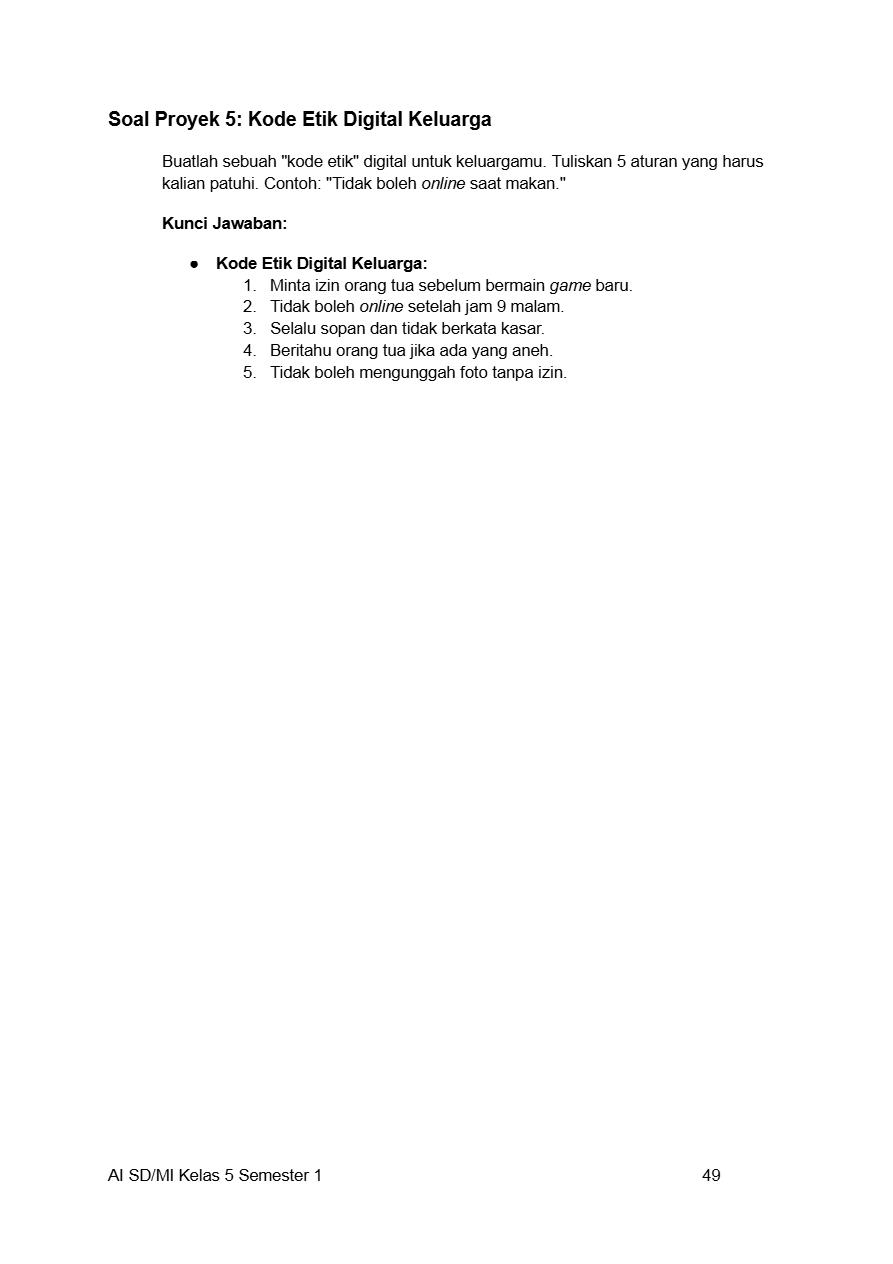 Soal Proyek 5: Kode Etik Digital Keluarga
Buatlah sebuah "kode etik" digital untuk keluargamu. Tuliskan 5 aturan yang harus
kalian patuhi. Contoh: "Tidak boleh online saat makan."
Kunci Jawaban:
● Kode Etik Digital Keluarga:
1. Minta izin orang tua sebelum bermain game baru.
2. Tidak boleh online setelah jam 9 malam.
3. Selalu sopan dan tidak berkata kasar.
4. Beritahu orang tua jika ada yang aneh.
5. Tidak boleh mengunggah foto tanpa izin.
AI SD/MI Kelas 5 Semester 1 49